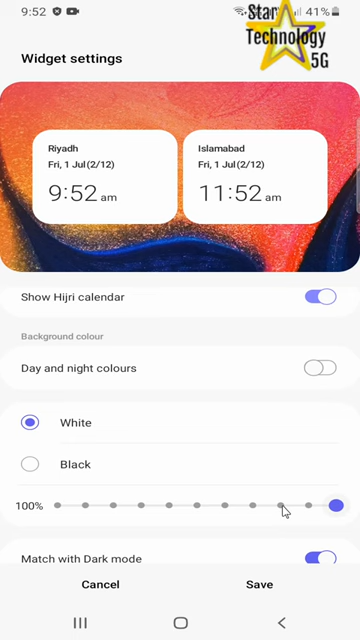 9:52
41%
Star
Technology
5G
Widget settings
Riyadh
Fri, 1 Jul (2/12)
9:52 am
Islamabad
Fri, 1 Jul (2/12)
11:52 am
Show Hijri calendar
Background colour
Day and night colours
White
Black
100%
Match with Dark mode
Cancel
Save